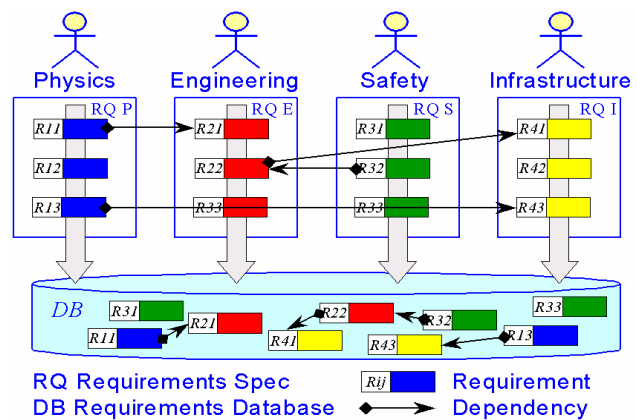 Physics Engineering Safety Infrastructure
RQ P RQ E RQ S RQ I
R11 R21 R31 R41
R12 R22 R32 R42
R13 R33 R33 R43
DB R31 R11 R21 R41 R22 R43 R32 R13 R33
RQ Requirements Spec Rij Requirement
DB Requirements Database Dependency